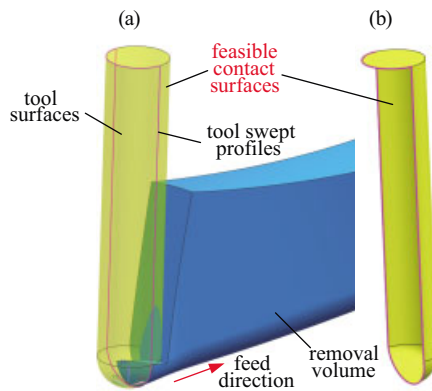 (a)
(b)
feasible
contact
surfaces
tool
surfaces
tool swept
profiles
removal
volume
feed
direction